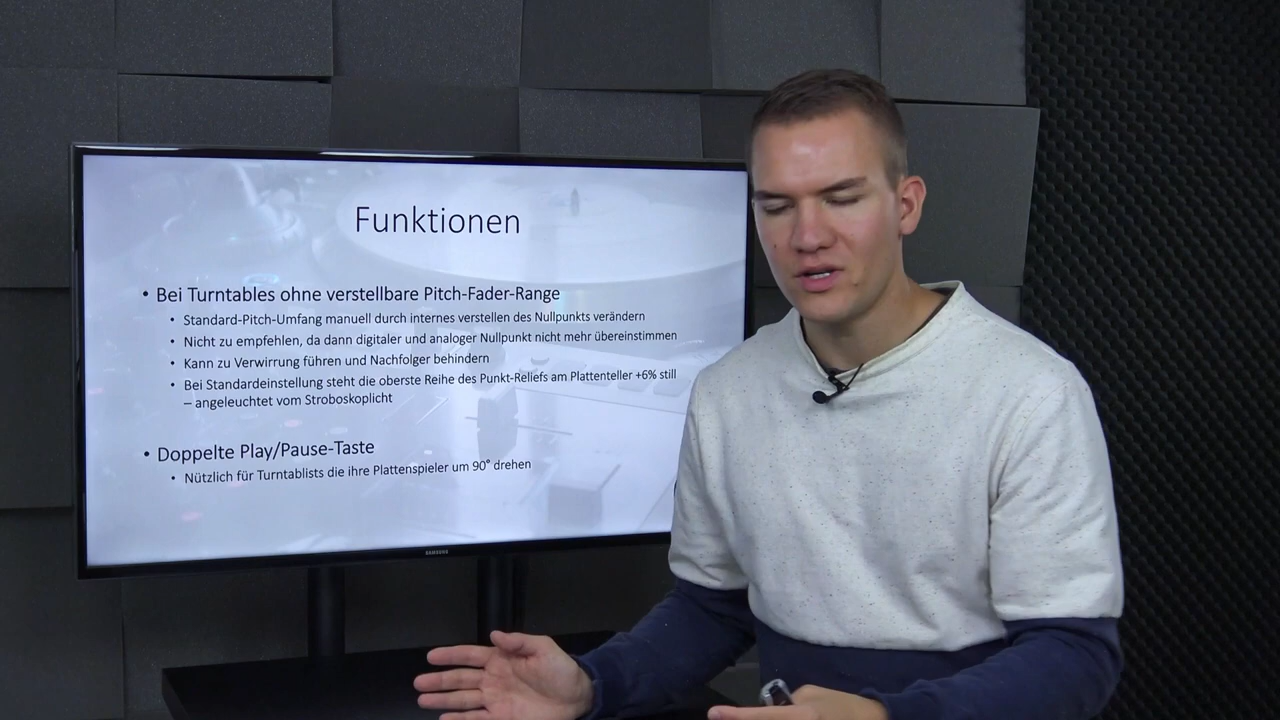 Funktionen
• Bei Turntables ohne verstellbare Pitch-Fader-Range
• Standard-Pitch-Umfang manuell durch internes verstellen des Nullpunkts verändern
• Nicht zu empfehlen, da dann digitaler und analoger Nullpunkt nicht mehr übereinstimmen
• Kann zu Verwirrung führen und Nachfolger behindern
• Bei Standardeinstellung steht die oberste Reihe des Punkt-Reliefs am Plattenteller +6% still
– angeleuchtet vom Stroboskoplicht
• Doppelte Play/Pause-Taste
• Nützlich für Turntablists die ihre Plattenspieler um 90° drehen
SAMSUNG